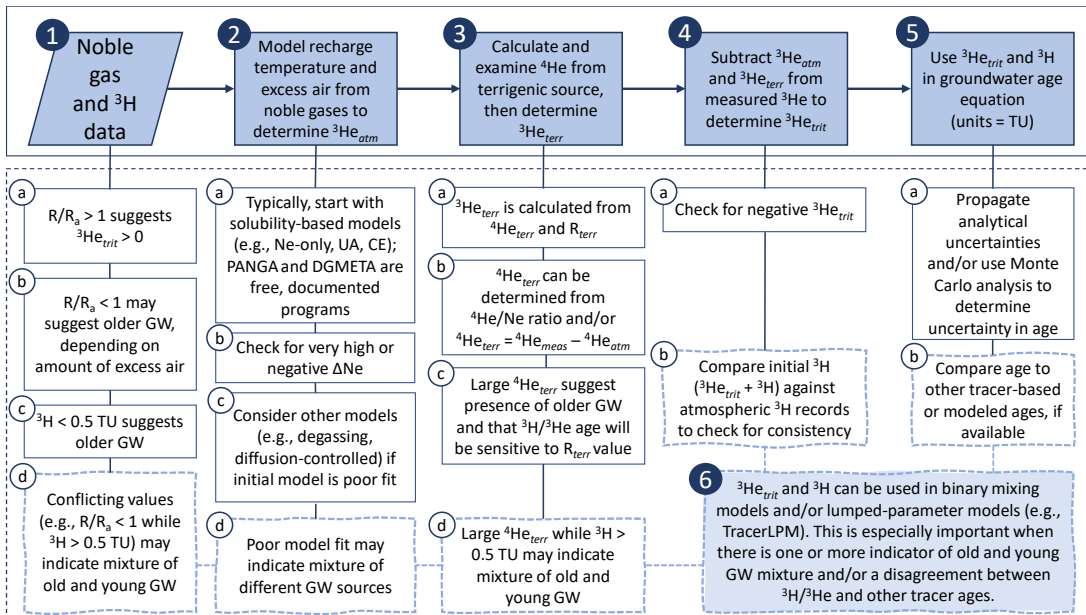 1
Noble
gas
and ³H
data
2
Model recharge
temperature and
excess air from
noble gases to
determine ³Heₐₜₘ
3
Calculate and
examine ⁴He from
terrigenic source,
then determine
³He_terr
4
Subtract ³Heₐₜₘ
and ³He_terr from
measured ³He to
determine ³He_trit
5
Use ³He_trit and ³H
in groundwater age
equation
(units = TU)
a
R/Rₐ > 1 suggests
³He_trit > 0
b
R/Rₐ < 1 may
suggest older GW,
depending on
amount of excess air
c
³H < 0.5 TU suggests
older GW
d
Conflicting values
(e.g., R/Rₐ < 1 while
³H > 0.5 TU) may
indicate mixture of
old and young GW
a
Typically, start with
solubility-based models
(e.g., Ne-only, UA, CE);
PANGA and DGMETA are
free, documented
programs
b
Check for very high or
negative ΔNe
c
Consider other models
(e.g., degassing,
diffusion-controlled) if
initial model is poor fit
d
Poor model fit may
indicate mixture of
different GW sources
a
³He_terr is calculated from
⁴He_terr and R_terr
b
⁴He_terr can be
determined from
⁴He/Ne ratio and/or
⁴He_terr = ⁴He_meas – ⁴Heₐₜₘ
c
Large ⁴He_terr suggest
presence of older GW
and that ³H/³He age will
be sensitive to R_terr value
d
Large ⁴He_terr while ³H >
0.5 TU may indicate
mixture of old and
young GW
a
Check for negative ³He_trit
b
Compare initial ³H
(³He_trit + ³H) against
atmospheric ³H records
to check for consistency
a
Propagate
analytical
uncertainties
and/or use Monte
Carlo analysis to
determine
uncertainty in age
b
Compare age to
other tracer-based
or modeled ages, if
available
6
³He_trit and ³H can be used in binary mixing
models and/or lumped-parameter models (e.g.,
TracerLPM). This is especially important when
there is one or more indicator of old and young
GW mixture and/or a disagreement between
³H/³He and other tracer ages.